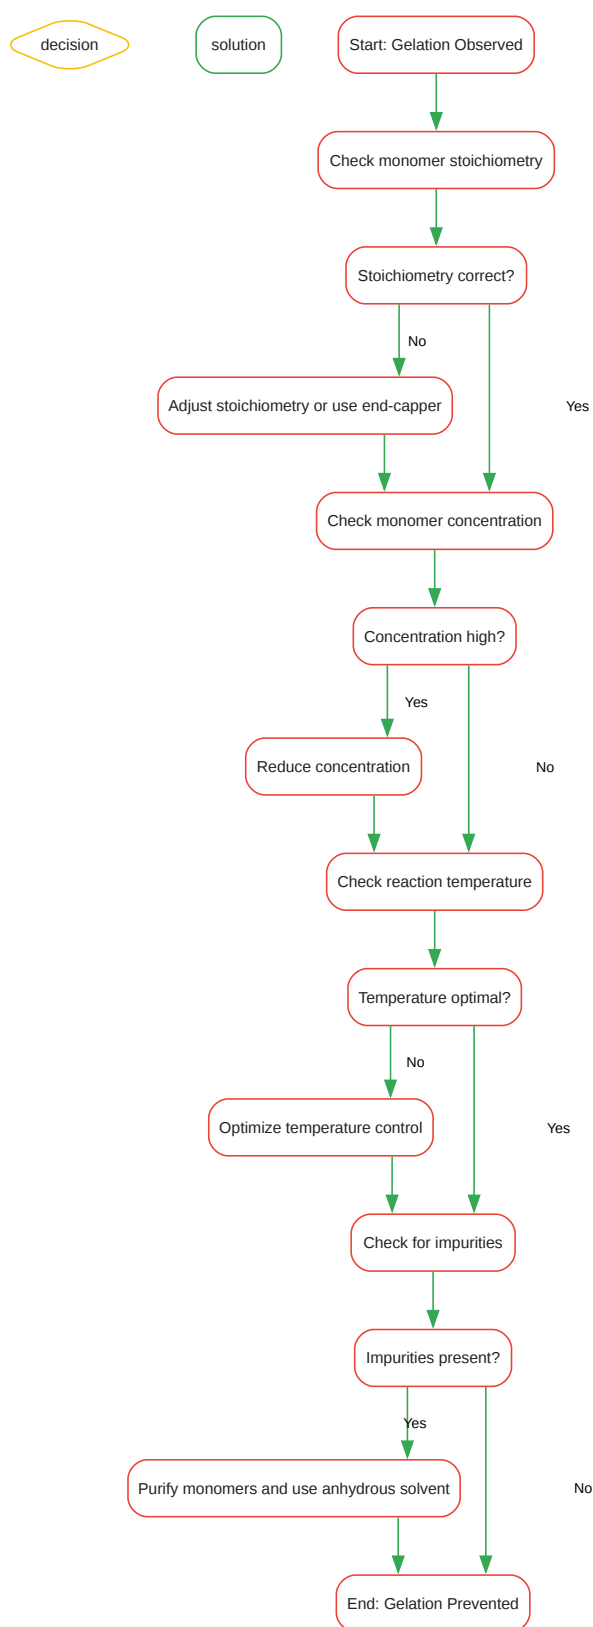 decision
solution
Start: Gelation Observed
Check monomer stoichiometry
Stoichiometry correct?
No
Adjust stoichiometry or use end-capper
Yes
Check monomer concentration
Concentration high?
Yes
Reduce concentration
No
Check reaction temperature
Temperature optimal?
No
Optimize temperature control
Yes
Check for impurities
Impurities present?
Yes
Purify monomers and use anhydrous solvent
No
End: Gelation Prevented